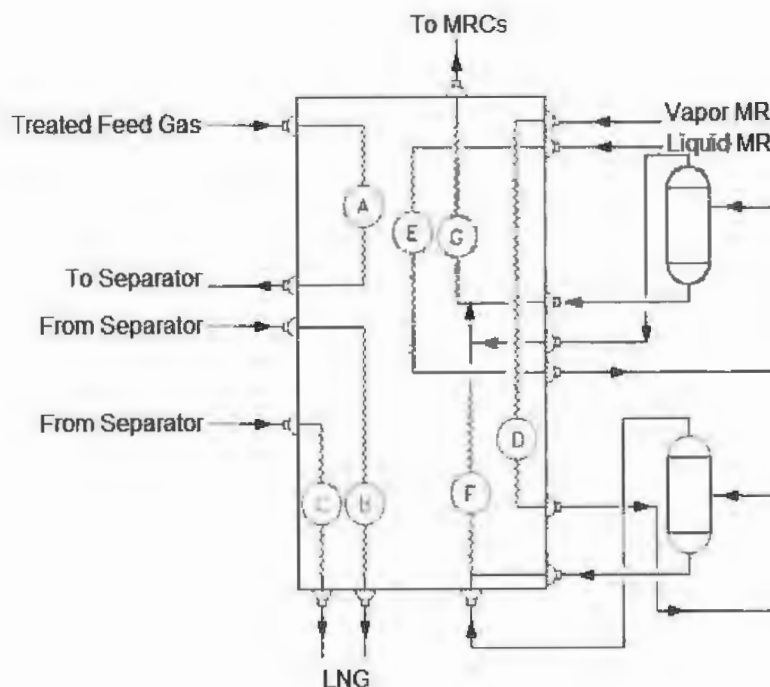 To MRCs
Treated Feed Gas
Vapor MR
Liquid MR
A
E
G
To Separator
From Separator
From Separator
D
C
B
F
LNG